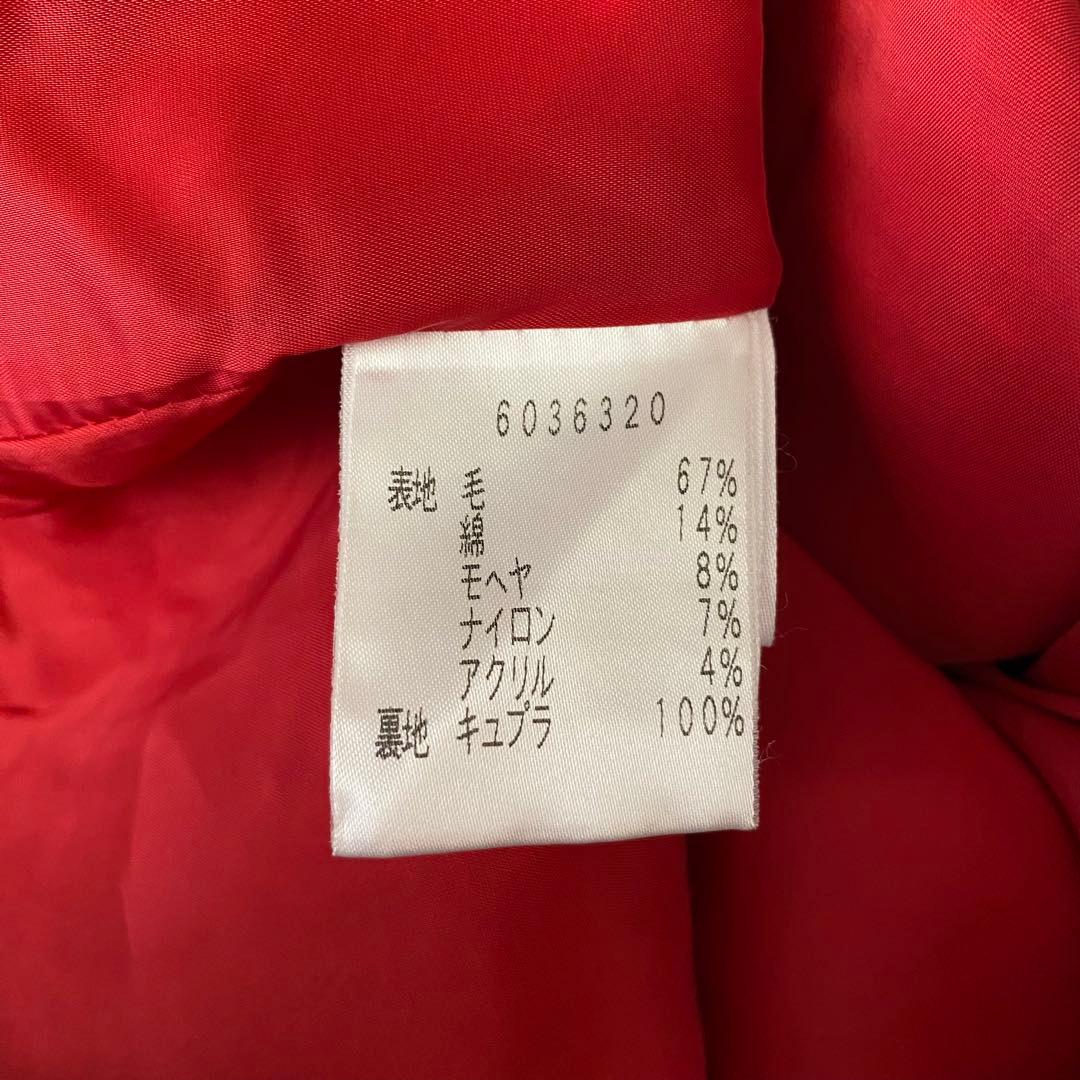 6036320
表地 毛 67%
綿 14%
モヘヤ 8%
ナイロン 7%
アクリル 4%
裏地 キュプラ 100%